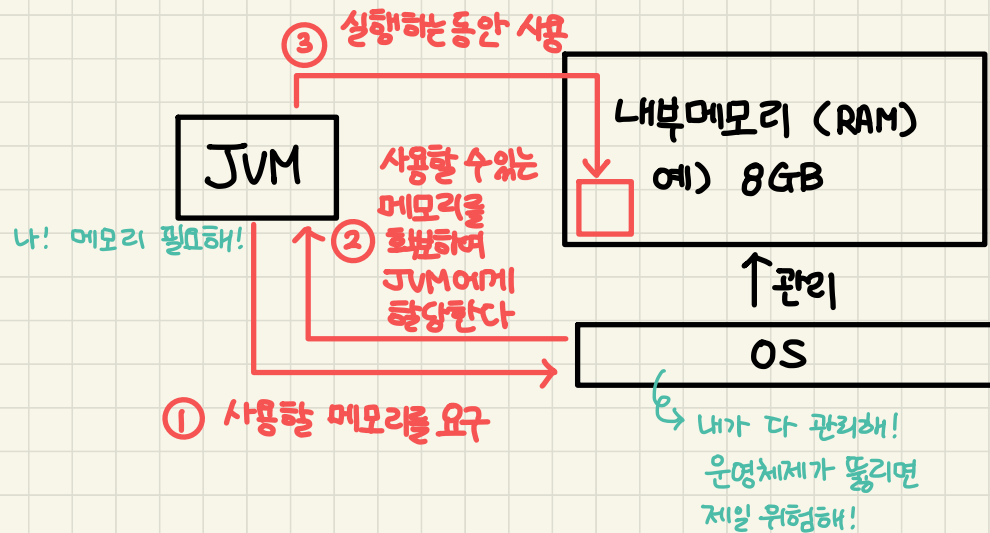 ③ 실행하는동안 사용
내부메모리 (RAM)
예) 8GB
JVM
나! 메모리 필요해!
② 사용할 수있는
메모리를
확보하여
JVM에게
할당한다
↑관리
OS
① 사용할 메모리를 요구
내가 다 관리해!
운영체제가 뚫리면
제일 위험해!